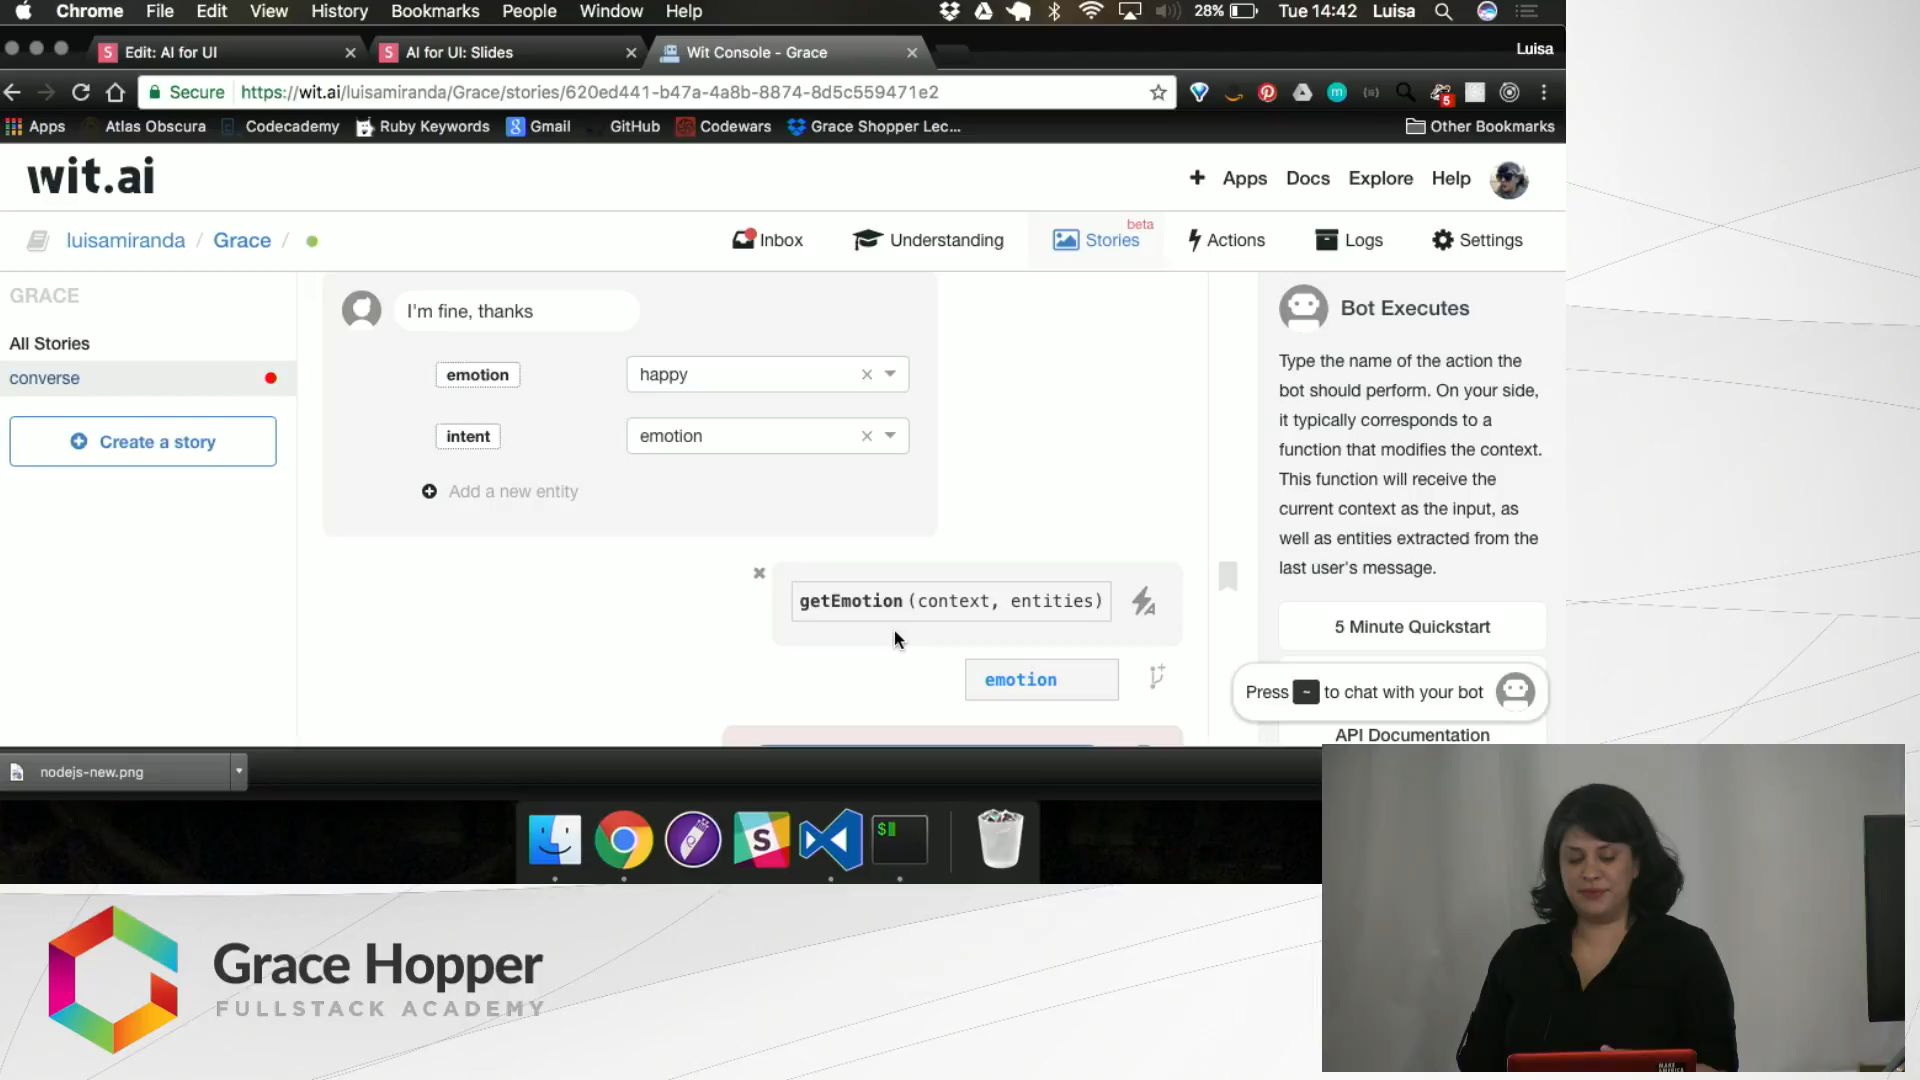 Chrome File Edit View History Bookmarks People Window Help 28% Tue 14:42 Luisa
Edit: AI for UI
AI for UI: Slides
Wit Console - Grace
Luisa
Secure https://wit.ai/luisamiranda/Grace/stories/620ed441-b47a-4a8b-8874-8d5c559471e2
5
Apps Atlas Obscura Codecademy Ruby Keywords Gmail GitHub Codewars Grace Shopper Lec... Other Bookmarks
wit.ai
+ Apps Docs Explore Help
luisamiranda / Grace /
Inbox Understanding Stories beta Actions Logs Settings
GRACE
All Stories
converse
Create a story
I'm fine, thanks
emotion happy
intent emotion
Add a new entity
getEmotion(context, entities)
emotion
Bot Executes
Type the name of the action the
bot should perform. On your side,
it typically corresponds to a
function that modifies the context.
This function will receive the
current context as the input, as
well as entities extracted from the
last user's message.
5 Minute Quickstart
Press ~ to chat with your bot
API Documentation
nodejs-new.png
S
$
Grace Hopper
FULLSTACK ACADEMY